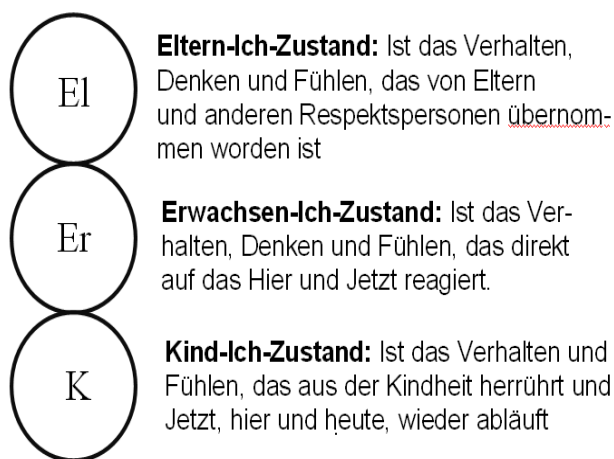 El
Eltern-Ich-Zustand: Ist das Verhalten,
Denken und Fühlen, das von Eltern
und anderen Respektspersonen übernom-
men worden ist
Er
Erwachsen-Ich-Zustand: Ist das Ver-
halten, Denken und Fühlen, das direkt
auf das Hier und Jetzt reagiert.
K
Kind-Ich-Zustand: Ist das Verhalten und
Fühlen, das aus der Kindheit herrührt und
Jetzt, hier und heute, wieder abläuft